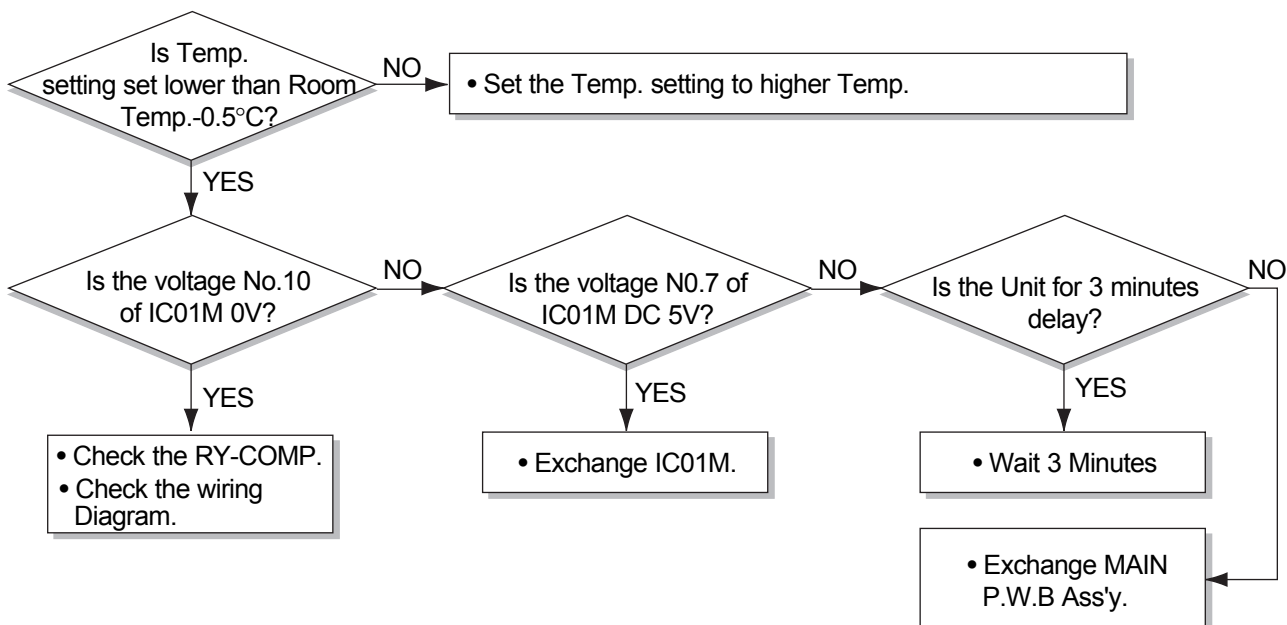 Is Temp.
setting set lower than Room
Temp.-0.5°C?
NO
• Set the Temp. setting to higher Temp.
YES
Is the voltage No.10
of IC01M 0V?
NO
Is the voltage N0.7 of
IC01M DC 5V?
NO
Is the Unit for 3 minutes
delay?
NO
YES
YES
YES
• Check the RY-COMP.
• Check the wiring
Diagram.
• Exchange IC01M.
• Wait 3 Minutes
• Exchange MAIN
P.W.B Ass'y.